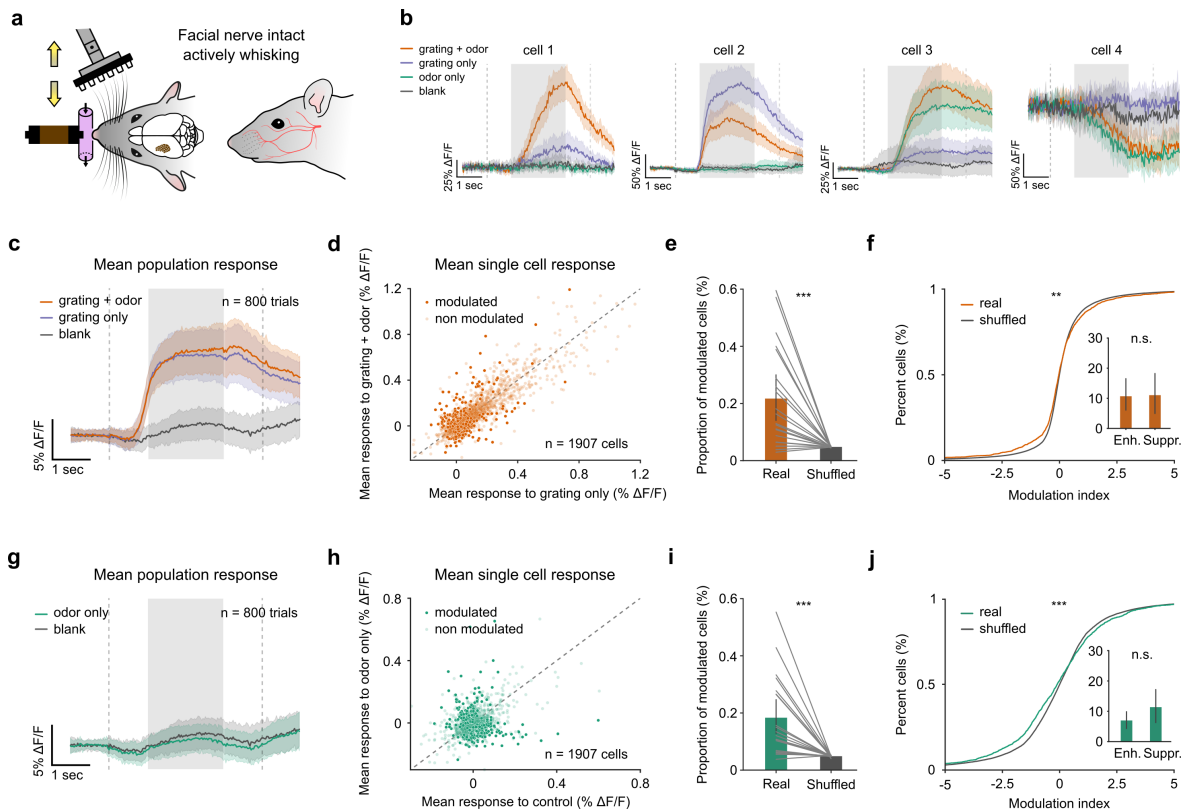 a
Facial nerve intact
actively whisking
b
grating + odor
grating only
odor only
blank
cell 1
cell 2
cell 3
cell 4
25% ΔF/F
1 sec
50% ΔF/F
1 sec
25% ΔF/F
1 sec
50% ΔF/F
1 sec
c
Mean population response
grating + odor
grating only
blank
n = 800 trials
5% ΔF/F
1 sec
d
Mean single cell response
modulated
non modulated
n = 1907 cells
Mean response to grating + odor (% ΔF/F)
1.2
0.8
0.4
0
0
0.4
0.8
1.2
Mean response to grating only (% ΔF/F)
e
Proportion of modulated cells (%)
0.6
0.4
0.2
0
***
Real
Shuffled
f
Percent cells (%)
1
0.5
0
real
shuffled
**
n.s.
30
20
10
0
Enh.
Suppr.
-5
-2.5
0
2.5
5
Modulation index
g
Mean population response
odor only
blank
n = 800 trials
5% ΔF/F
1 sec
h
Mean single cell response
modulated
non modulated
n = 1907 cells
Mean response to odor only (% ΔF/F)
0.8
0.4
0
0
0.4
0.8
Mean response to control (% ΔF/F)
i
Proportion of modulated cells (%)
0.6
0.4
0.2
0
***
Real
Shuffled
j
Percent cells (%)
1
0.5
0
real
shuffled
***
n.s.
30
20
10
0
Enh.
Suppr.
-5
-2.5
0
2.5
5
Modulation index